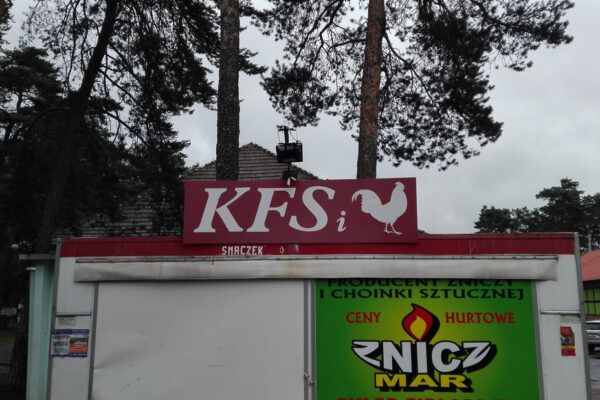 KFSi
SMACZEK
PRODUCENT ZNICZY
I CHOINKI SZTUCZNEJ
CENY HURTOWE
ZNICZ
MAR